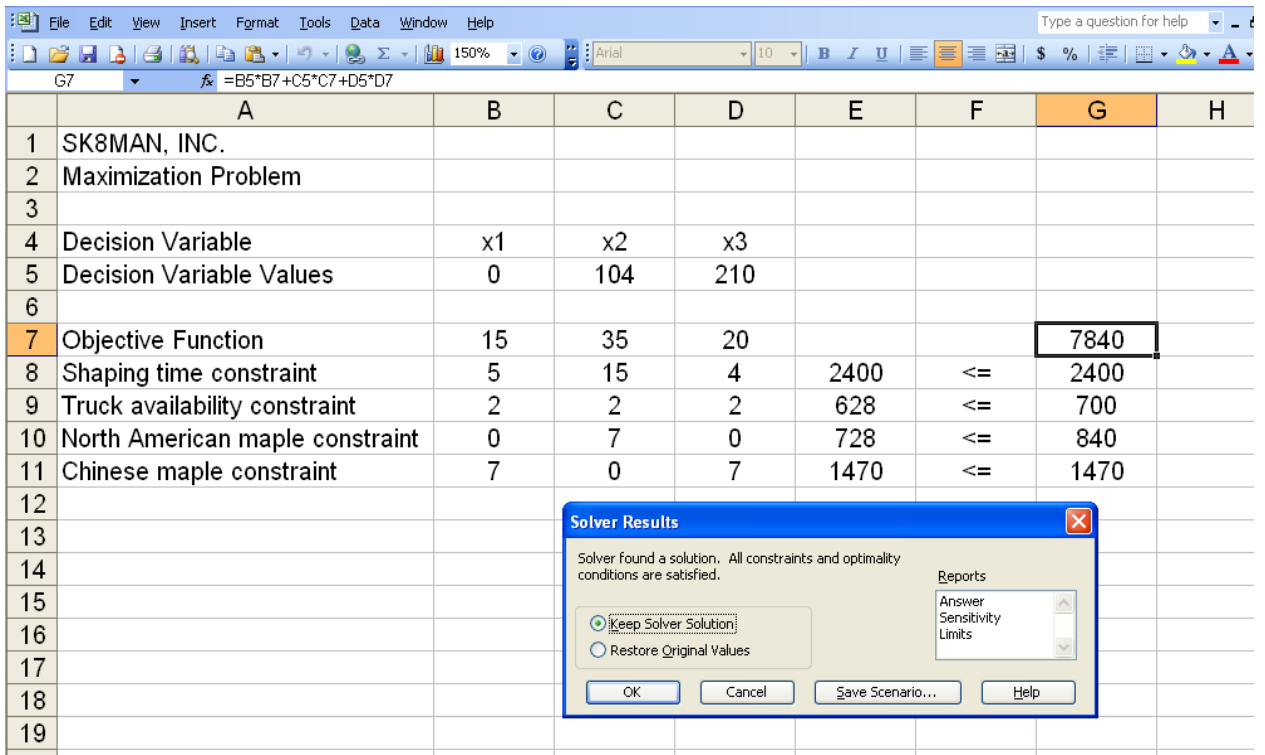 File Edit View Insert Format Tools Data Window Help Type a question for help
150% Arial 10 B I U $ %
G7 fx =B5*B7+C5*C7+D5*D7
A B C D E F G H
1 SK8MAN, INC.
2 Maximization Problem
3
4 Decision Variable x1 x2 x3
5 Decision Variable Values 0 104 210
6
7 Objective Function 15 35 20 7840
8 Shaping time constraint 5 15 4 2400 <= 2400
9 Truck availability constraint 2 2 2 628 <= 700
10 North American maple constraint 0 7 0 728 <= 840
11 Chinese maple constraint 7 0 7 1470 <= 1470
12
13
14
15
16
17
18
19
Solver Results
Solver found a solution. All constraints and optimality
conditions are satisfied.
Reports
Answer
Sensitivity
Limits
Keep Solver Solution
Restore Original Values
OK Cancel Save Scenario... Help